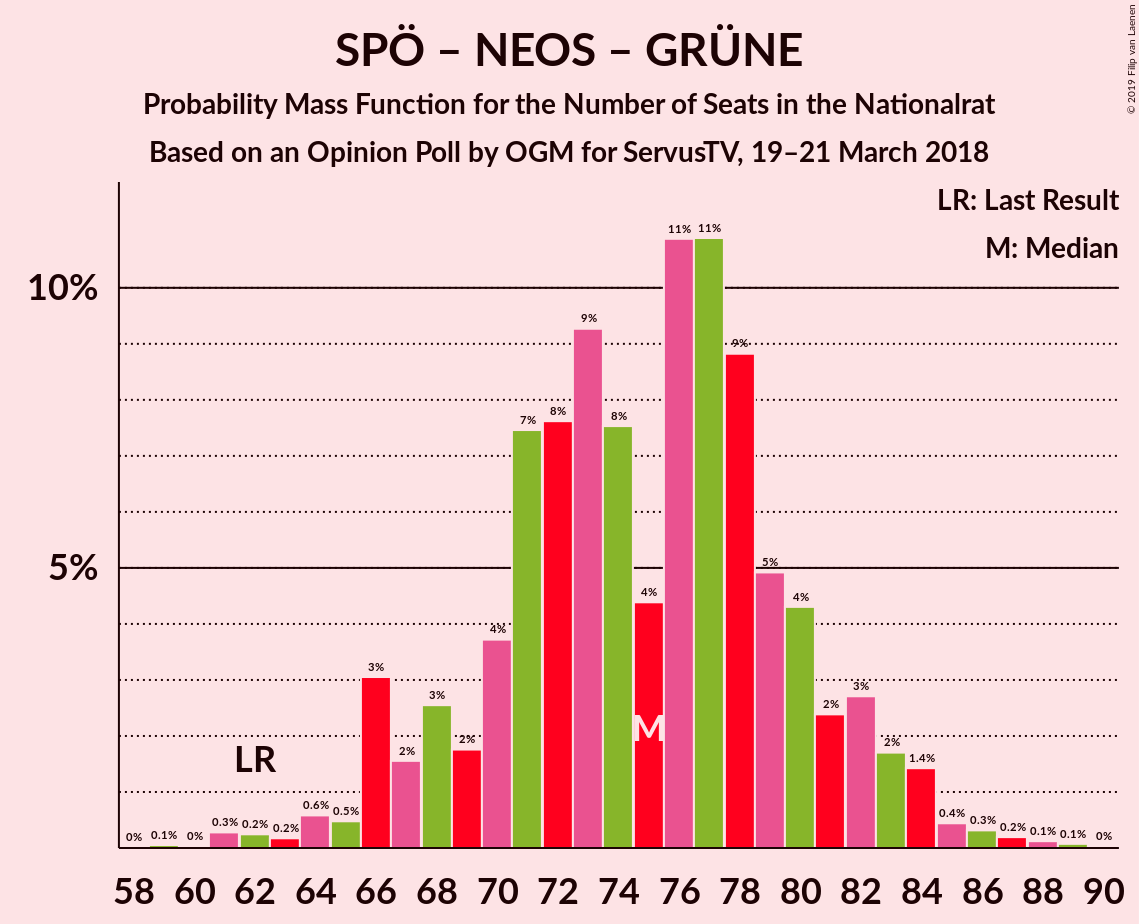 SPÖ – NEOS – GRÜNE
Probability Mass Function for the Number of Seats in the Nationalrat
Based on an Opinion Poll by OGM for ServusTV, 19–21 March 2018
© 2019 Filip van Laenen
LR: Last Result
M: Median
10%
5%
0% 0.1% 0% 0.3% 0.2% 0.2% 0.6% 0.5% 3% 2% 3% 2% 4% 7% 8% 9% 8% 4% 11% 11% 9% 5% 4% 2% 3% 2% 1.4% 0.4% 0.3% 0.2% 0.1% 0.1% 0%
LR
M
58 60 62 64 66 68 70 72 74 76 78 80 82 84 86 88 90